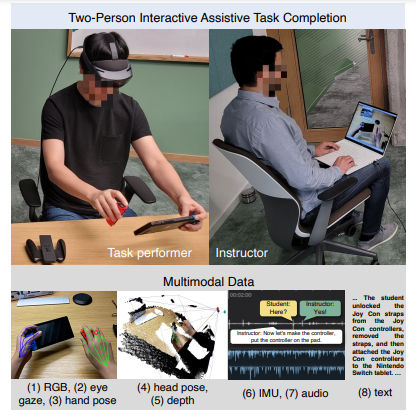 Two-Person Interactive Assistive Task Completion
Task performer
Instructor
Multimodal Data
00:02:00
Student:
Here?
Instructor:
Yes!
Instructor: Now let's make the controller,
put the controller on the pad.
... The student
unlocked the
Joy Con straps
from the Joy
Con controllers,
removed the
straps, and then
attached the Joy
Con controllers
to the Nintendo
Switch tablet. ...
(1) RGB, (2) eye
gaze, (3) hand pose
(4) head pose,
(5) depth
(6) IMU, (7) audio
(8) text